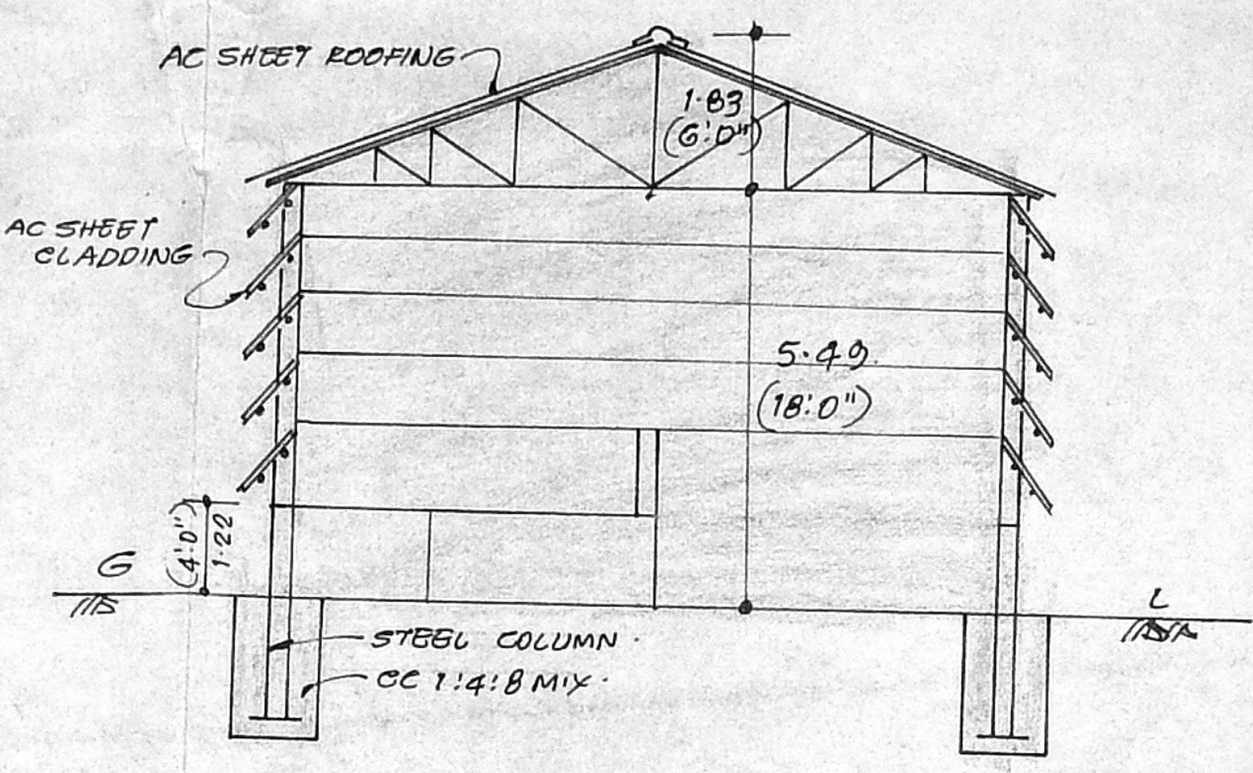 AC SHEET ROOFING
1.83
(6'.0")
AC SHEET
CLADDING
5.49.
(18'.0")
(4'.0")
1.22
G
L
STEEL COLUMN.
CC 1:4:8 MIX.